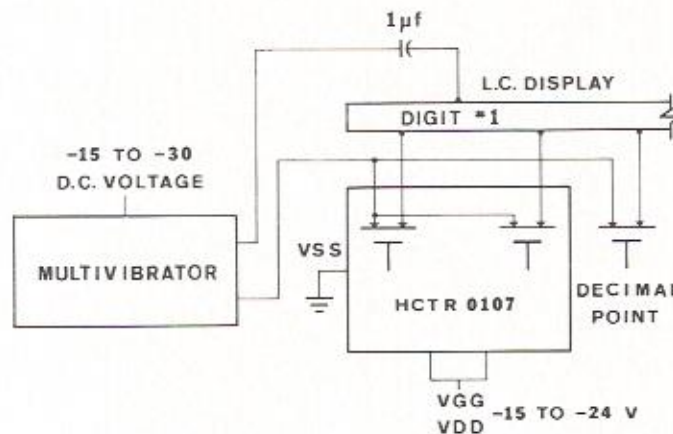 1µf
L.C. DISPLAY
DIGIT #1
-15 TO -30
D.C. VOLTAGE
MULTIVIBRATOR
VSS
HCTR 0107
DECIMAL
POINT
VGG
VDD
-15 TO -24 V